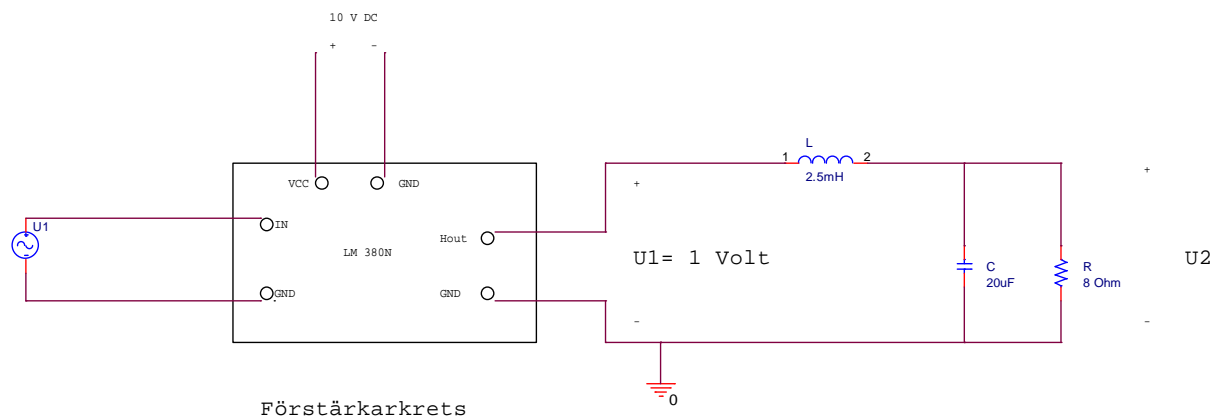 10 V DC
+ -
L
1 2
2.5mH
VCC GND
+ +
U1 IN
Hout
LM 380N
U1= 1 Volt U2
C R
20uF 8 Ohm
GND GND
- -
0
Förstärkarkrets